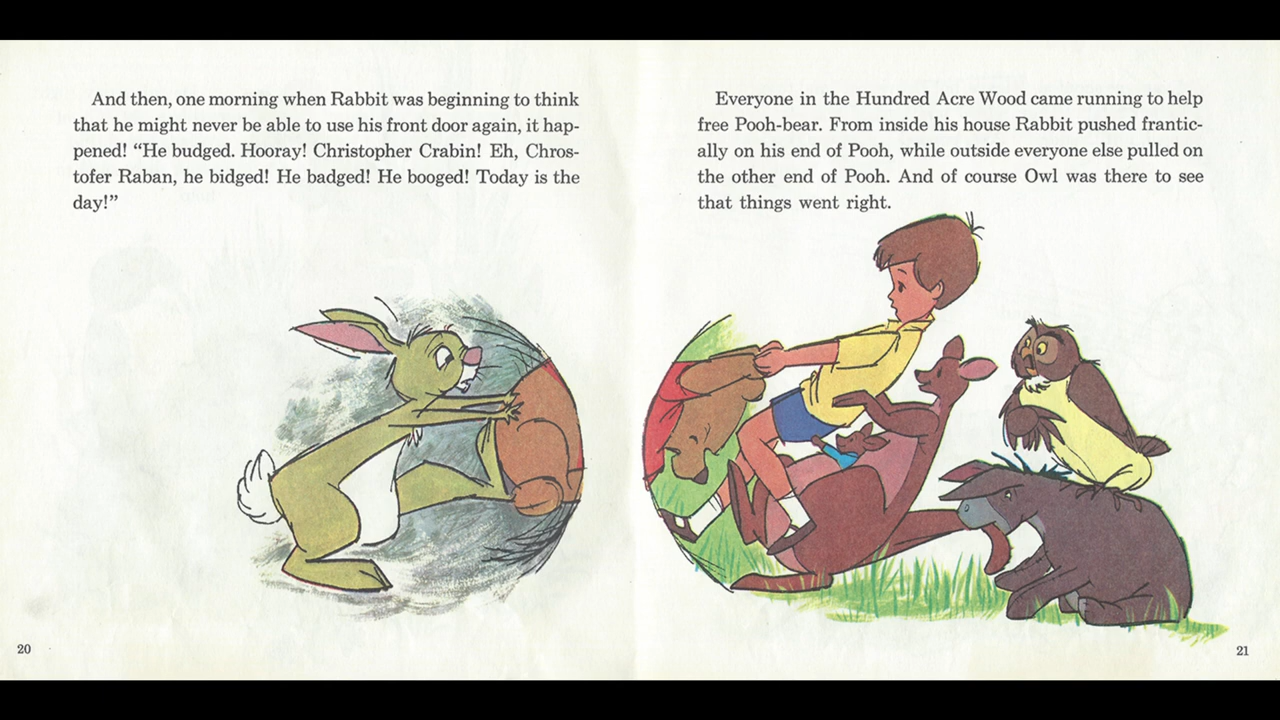 And then, one morning when Rabbit was beginning to think
that he might never be able to use his front door again, it hap-
pened! “He budged. Hooray! Christopher Crabin! Eh, Chros-
tofer Raban, he bidged! He badged! He booged! Today is the
day!”
20
Everyone in the Hundred Acre Wood came running to help
free Pooh-bear. From inside his house Rabbit pushed frantic-
ally on his end of Pooh, while outside everyone else pulled on
the other end of Pooh. And of course Owl was there to see
that things went right.
21